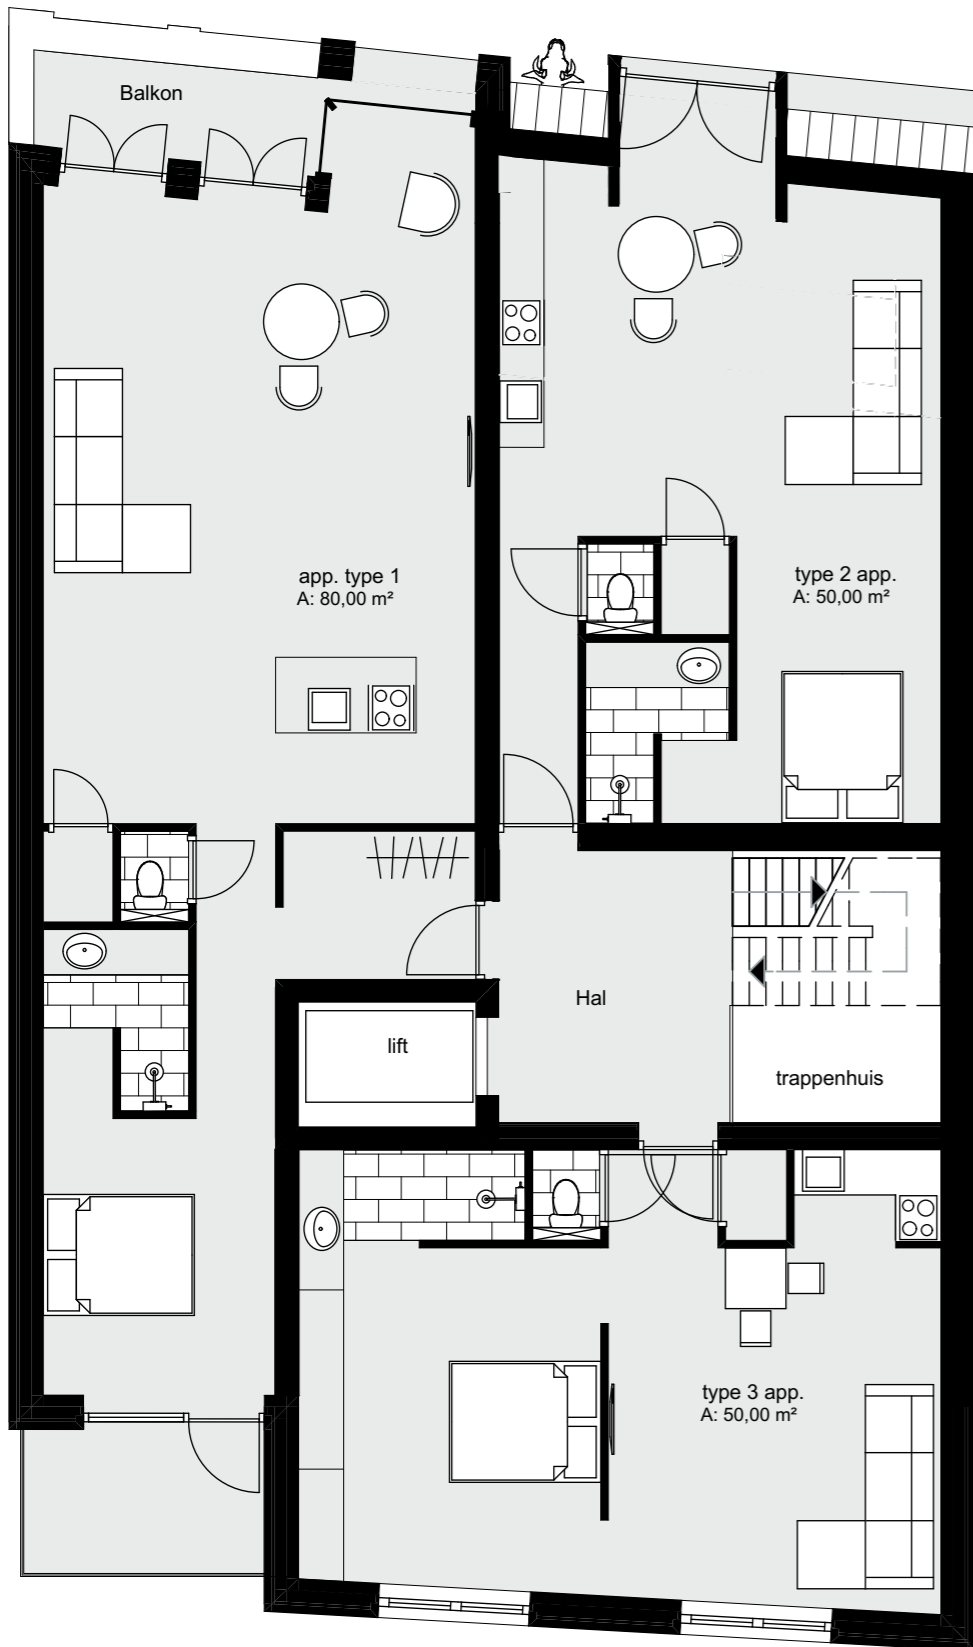 Balkon
app. type 1
A: 80,00 m²
type 2 app.
A: 50,00 m²
Hal
lift
trappenhuis
type 3 app.
A: 50,00 m²